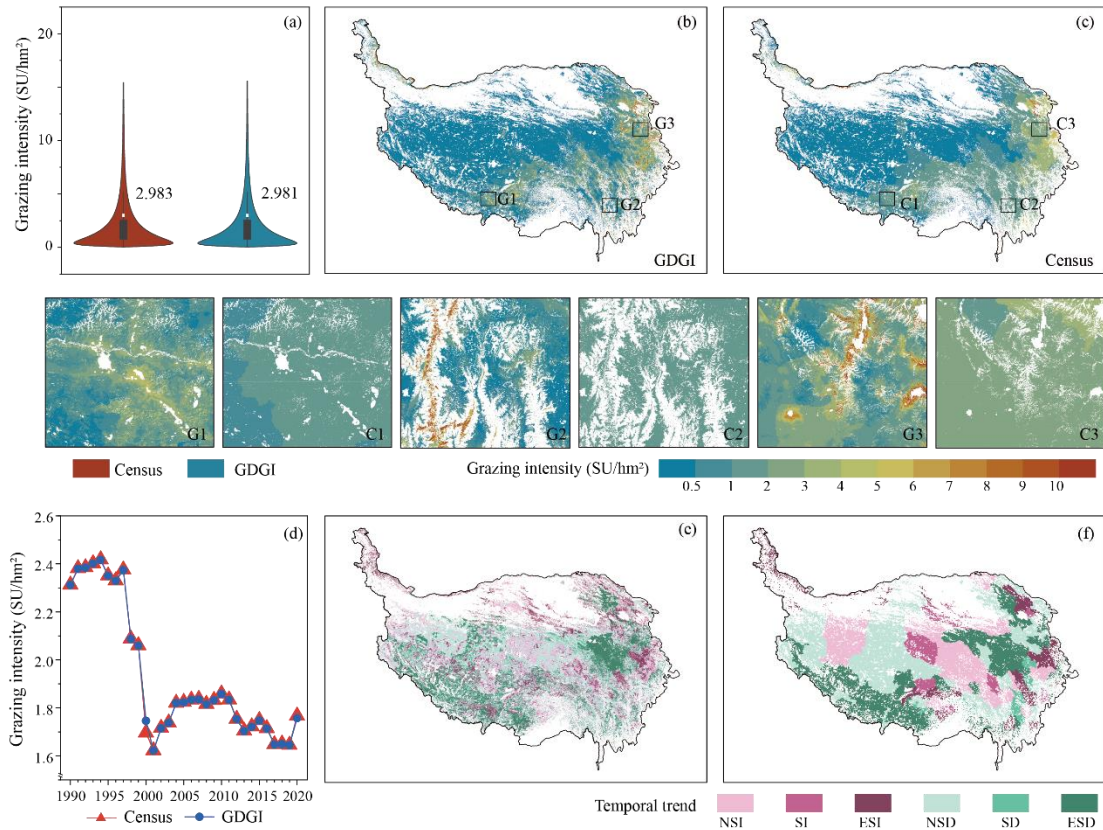 (a)
Grazing intensity (SU/hm²)
20
10
0
2.983
2.981
(b)
G1
G2
G3
GDGI
(c)
C1
C2
C3
Census
G1
C1
G2
C2
G3
C3
Census
GDGI
Grazing intensity (SU/hm²)
0.5 1 2 3 4 5 6 7 8 9 10
(d)
Grazing intensity (SU/hm²)
2.6
2.4
2.2
2.0
1.8
1.6
1990 1995 2000 2005 2010 2015 2020
Census GDGI
(e)
(f)
Temporal trend
NSI SI ESI NSD SD ESD